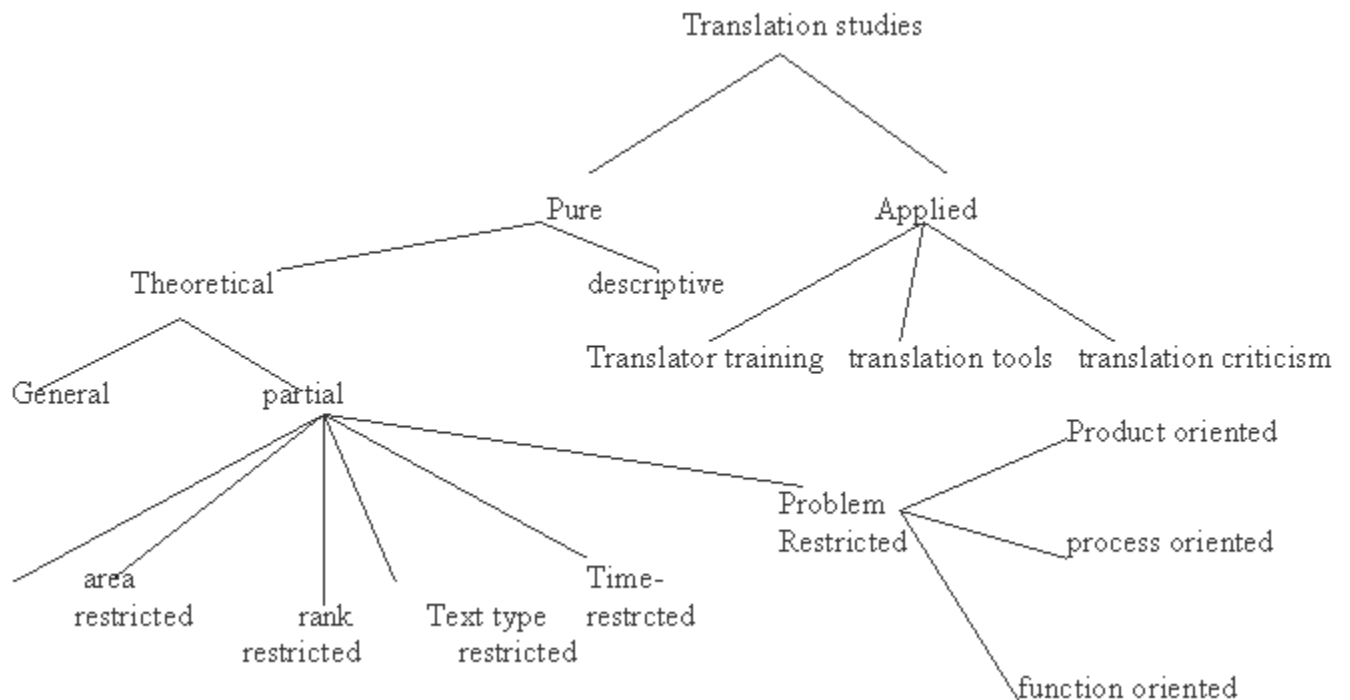 Translation studies
Pure
Applied
Theoretical
descriptive
Translator training
translation tools
translation criticism
General
partial
Product oriented
Problem
Restricted
process oriented
area
restricted
rank
restricted
Text type
restricted
Time-
restrcted
function oriented